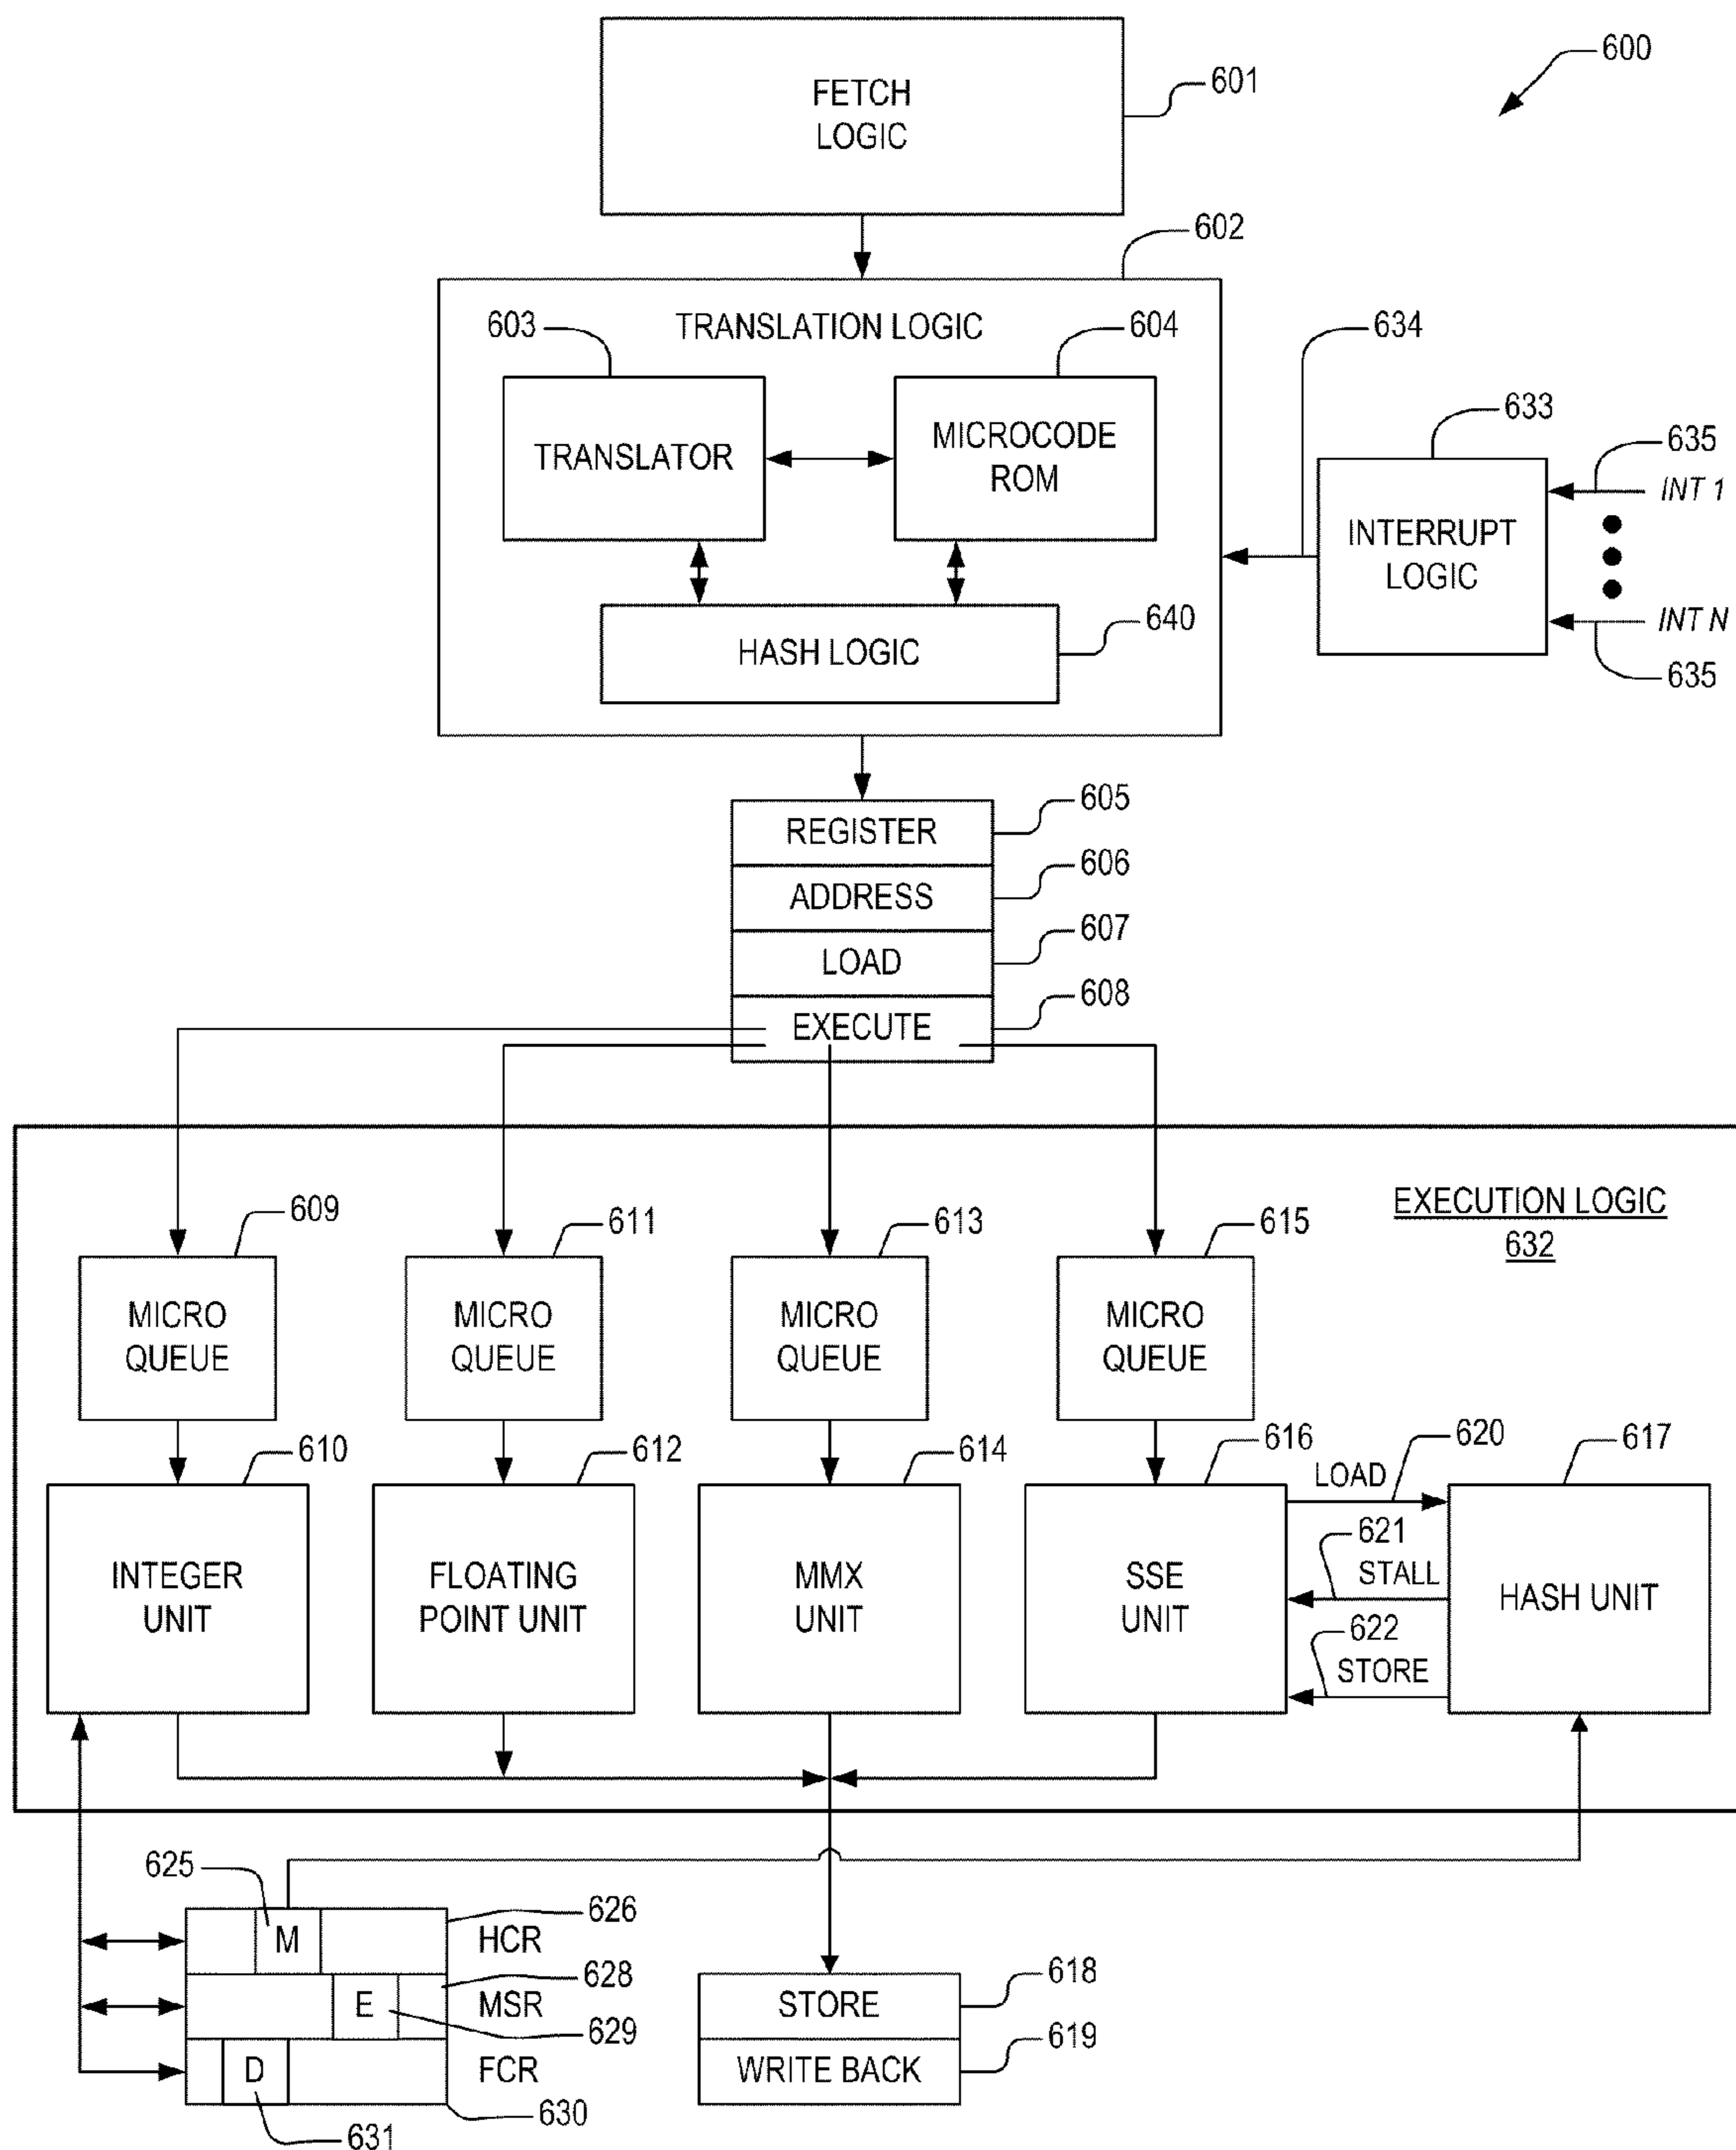 600
FETCH
LOGIC
601
602
TRANSLATION LOGIC
603
604
634
TRANSLATOR
MICROCODE
ROM
633
635
INT 1
INTERRUPT
LOGIC
INT N
635
HASH LOGIC
640
REGISTER
605
ADDRESS
606
LOAD
607
EXECUTE
608
EXECUTION LOGIC
632
609
611
613
615
MICRO
QUEUE
MICRO
QUEUE
MICRO
QUEUE
MICRO
QUEUE
610
612
614
616
620
617
INTEGER
UNIT
FLOATING
POINT UNIT
MMX
UNIT
SSE
UNIT
LOAD
621
STALL
622
STORE
HASH UNIT
625
M
626
HCR
628
E
MSR
629
D
FCR
630
631
STORE
618
WRITE BACK
619